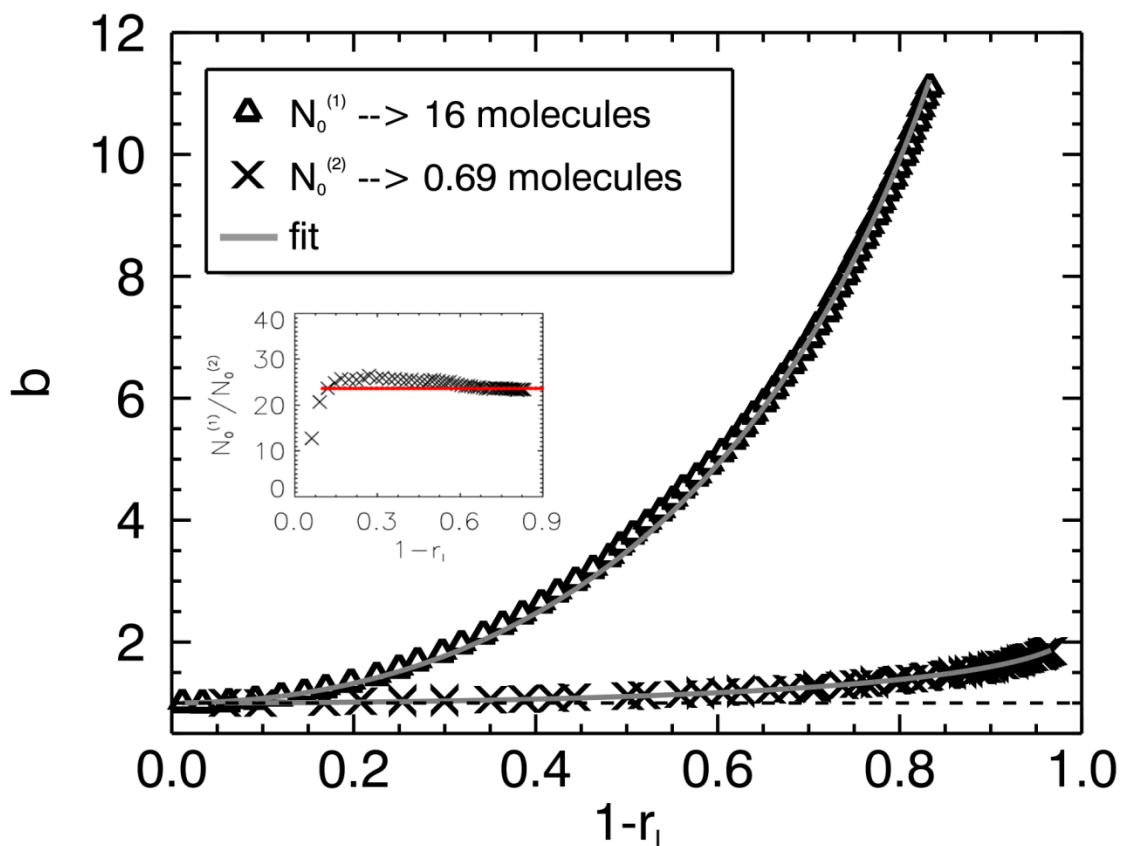 12
10
8
6
4
2
b
N₀⁽¹⁾ --> 16 molecules
N₀⁽²⁾ --> 0.69 molecules
fit
40
30
20
10
0
N₀⁽¹⁾/N₀⁽²⁾
0.0 0.3 0.6 0.9
1-rₗ
0.0 0.2 0.4 0.6 0.8 1.0
1-rₗ